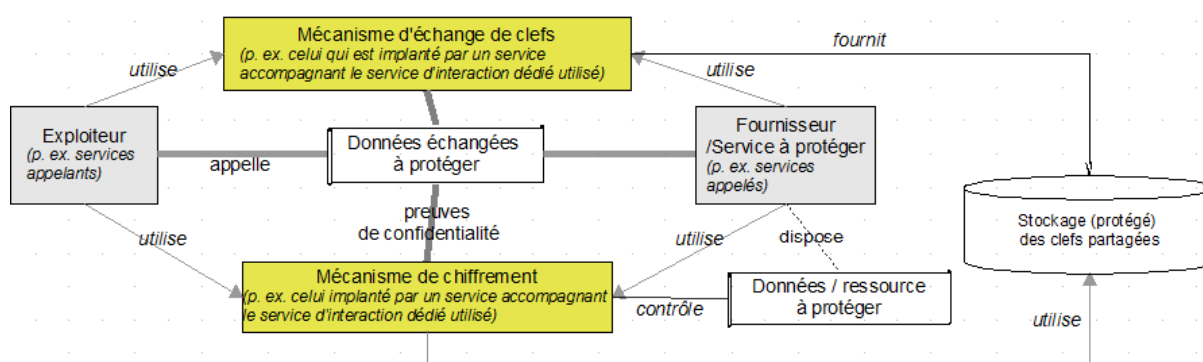 Mécanisme d'échange de clefs
(p. ex. celui qui est implanté par un service
accompagnant le service d'interaction dédié utilisé)
fournit
utilise
utilise
Exploiteur
(p. ex. services
appelants)
appelle
Données échangées
à protéger
Fournisseur
/Service à protéger
(p. ex. services
appelés)
Stockage (protégé)
des clefs partagées
preuves
de confidentialité
utilise
utilise
dispose
Mécanisme de chiffrement
(p. ex. celui implanté par un service accompagnant
le service d'interaction dédié utilisé)
contrôle
Données / ressource
à protéger
utilise